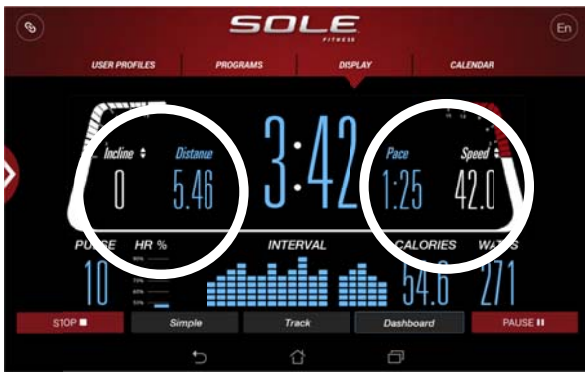 SOLE
FITNESS
En
USER PROFILES PROGRAMS DISPLAY CALENDAR
Incline Distance 3:42 Pace Speed
0 5.46 1:25 42.0
PULSE HR % INTERVAL CALORIES WATTS
10 54.6 271
STOP Simple Track Dashboard PAUSE